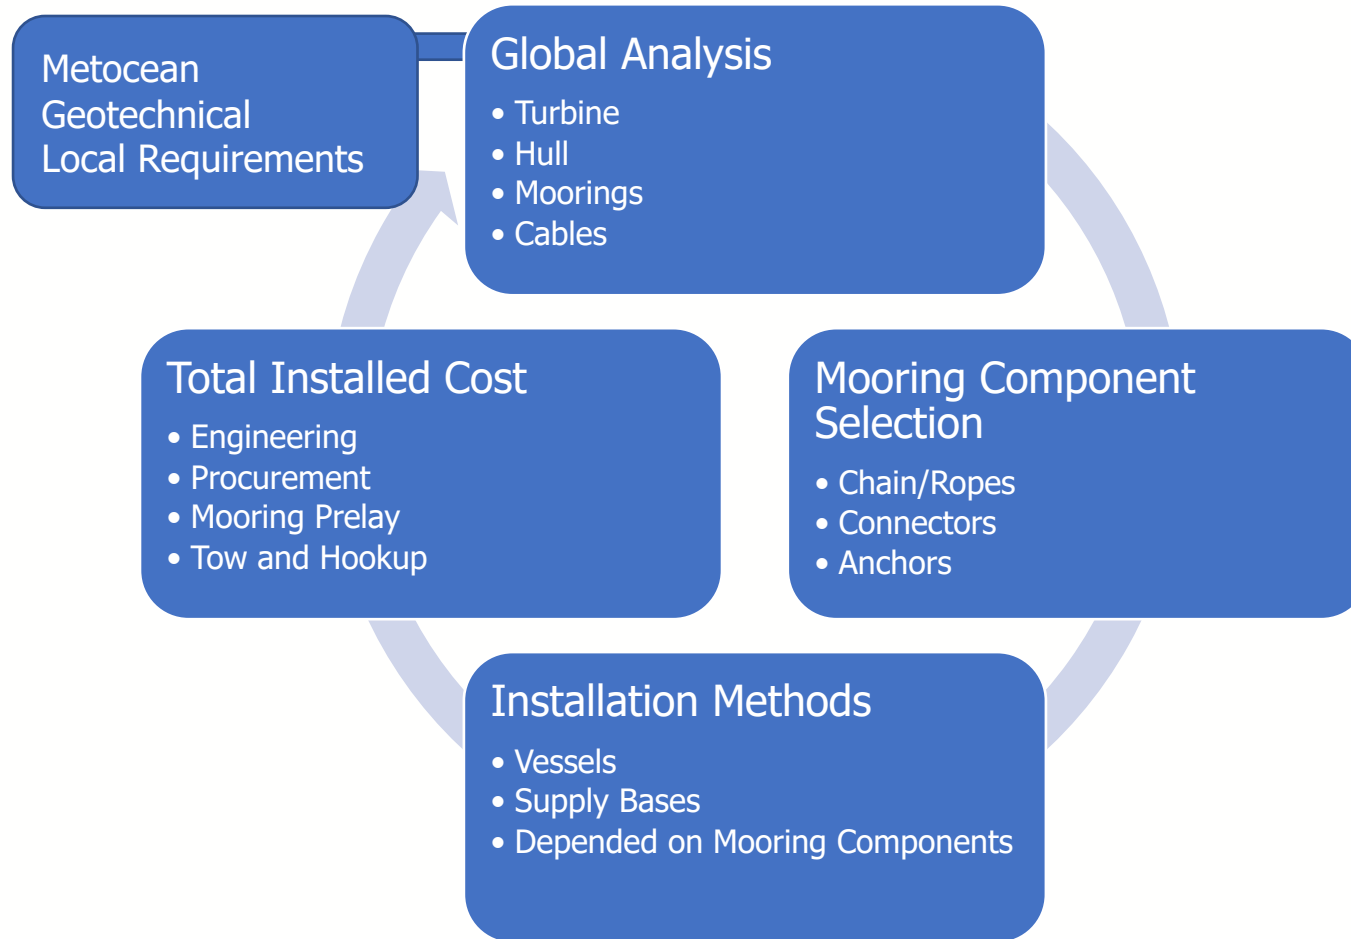 Metocean
Geotechnical
Local Requirements
Global Analysis
• Turbine
• Hull
• Moorings
• Cables
Total Installed Cost
• Engineering
• Procurement
• Mooring Prelay
• Tow and Hookup
Mooring Component
Selection
• Chain/Ropes
• Connectors
• Anchors
Installation Methods
• Vessels
• Supply Bases
• Depended on Mooring Components